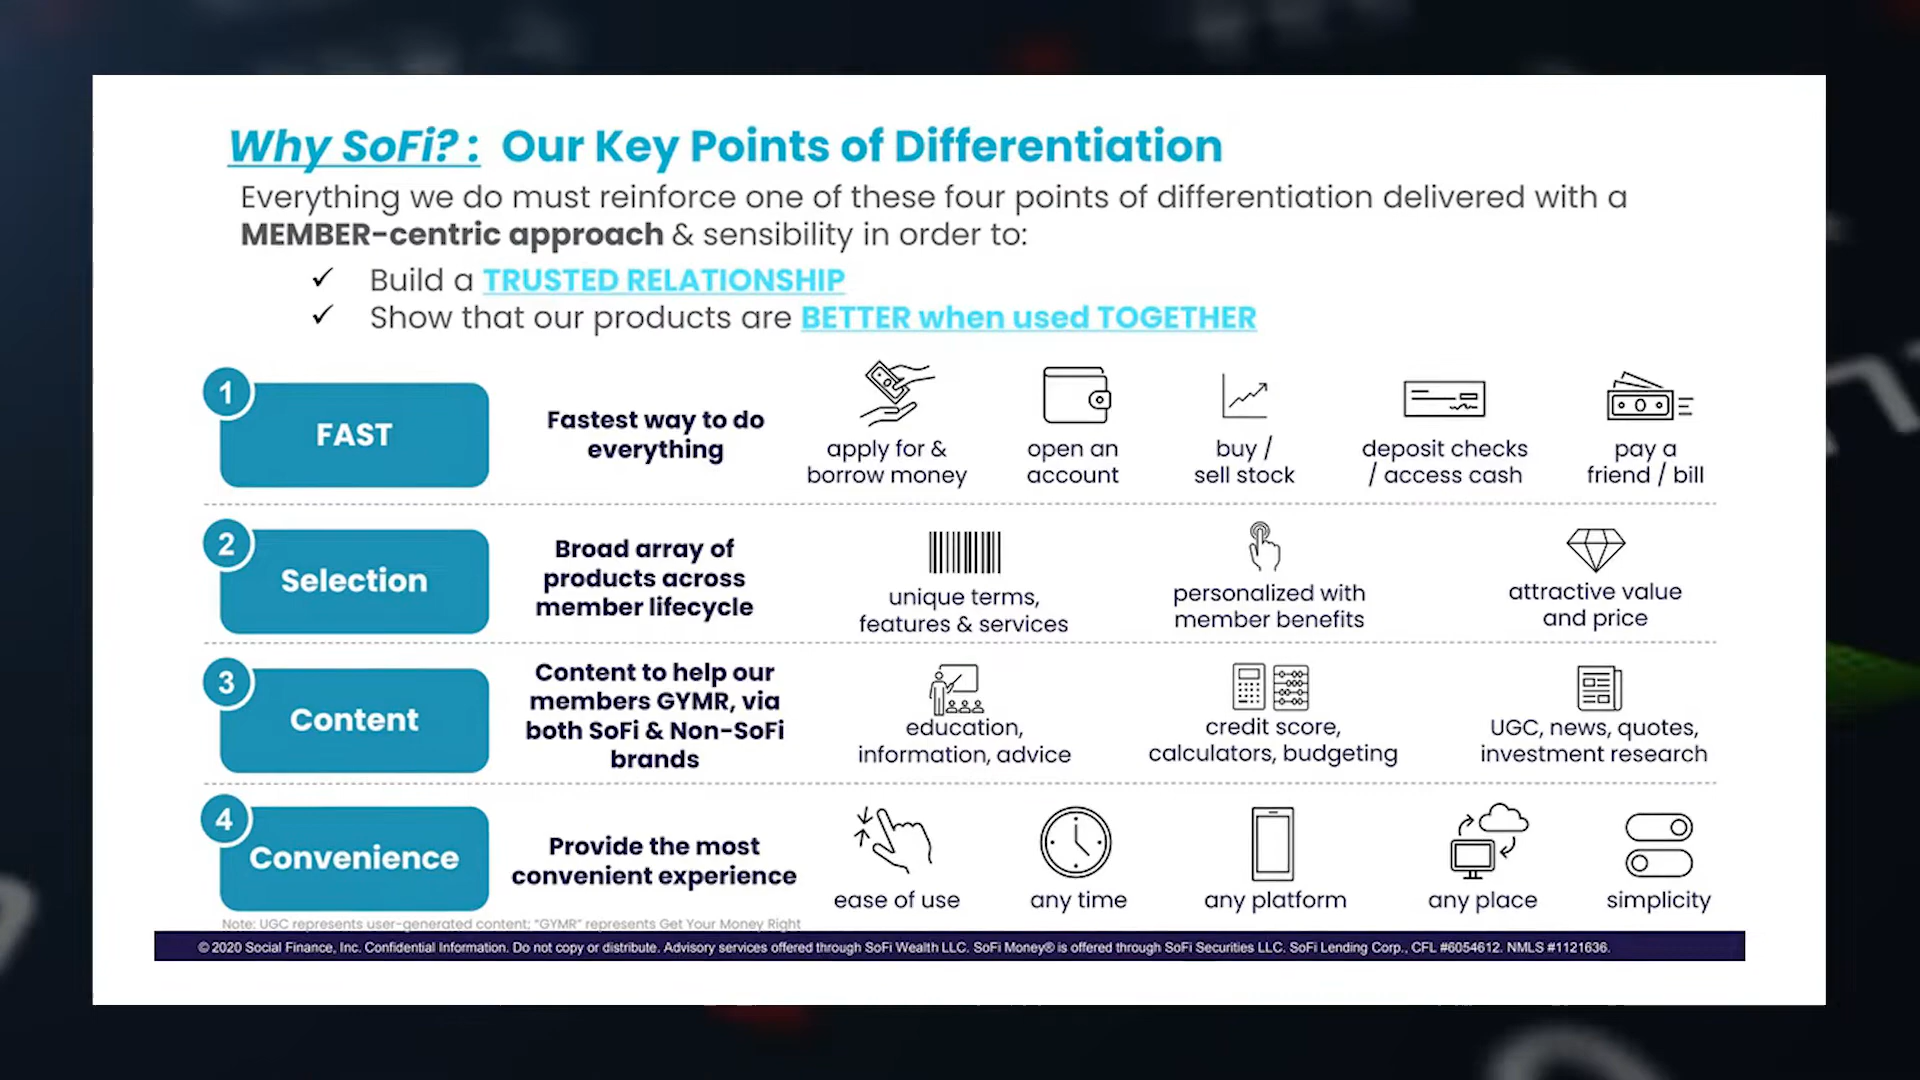 Why SoFi? : Our Key Points of Differentiation
Everything we do must reinforce one of these four points of differentiation delivered with a
MEMBER-centric approach & sensibility in order to:
✓ Build a TRUSTED RELATIONSHIP
✓ Show that our products are BETTER when used TOGETHER
1
FAST
Fastest way to do
everything
apply for &
borrow money
open an
account
buy /
sell stock
deposit checks
/ access cash
pay a
friend / bill
2
Selection
Broad array of
products across
member lifecycle
unique terms,
features & services
personalized with
member benefits
attractive value
and price
3
Content
Content to help our
members GYMR, via
both SoFi & Non-SoFi
brands
education,
information, advice
credit score,
calculators, budgeting
UGC, news, quotes,
investment research
4
Convenience
Provide the most
convenient experience
ease of use
any time
any platform
any place
simplicity
Note: UGC represents user-generated content; "GYMR" represents Get Your Money Right
© 2020 Social Finance, Inc. Confidential Information. Do not copy or distribute. Advisory services offered through SoFi Wealth LLC. SoFi Money® is offered through SoFi Securities LLC. SoFi Lending Corp., CFL #6054612. NMLS #1121636.